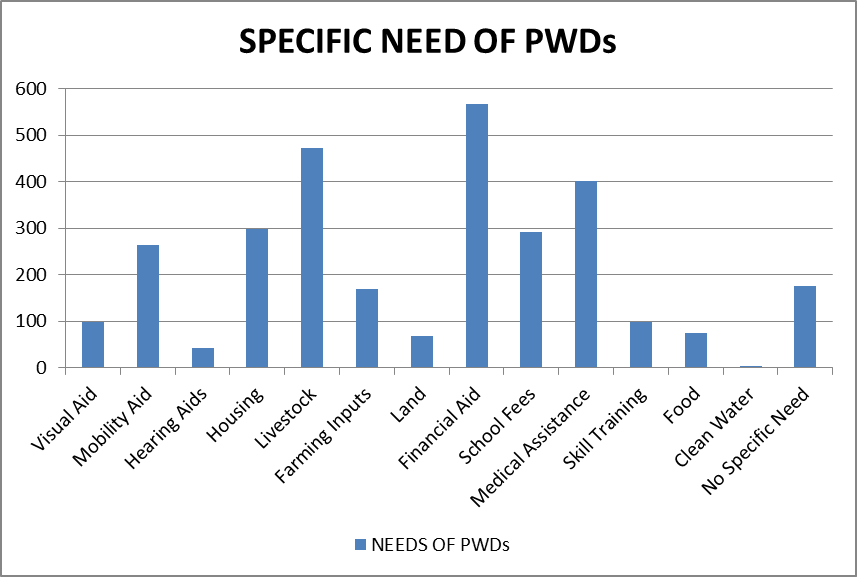 SPECIFIC NEED OF PWDs
600
500
400
300
200
100
0
Visual Aid
Mobility Aid
Hearing Aids
Housing
Livestock
Farming Inputs
Land
Financial Aid
School Fees
Medical Assistance
Skill Training
Food
Clean Water
No Specific Need
NEEDS OF PWDs